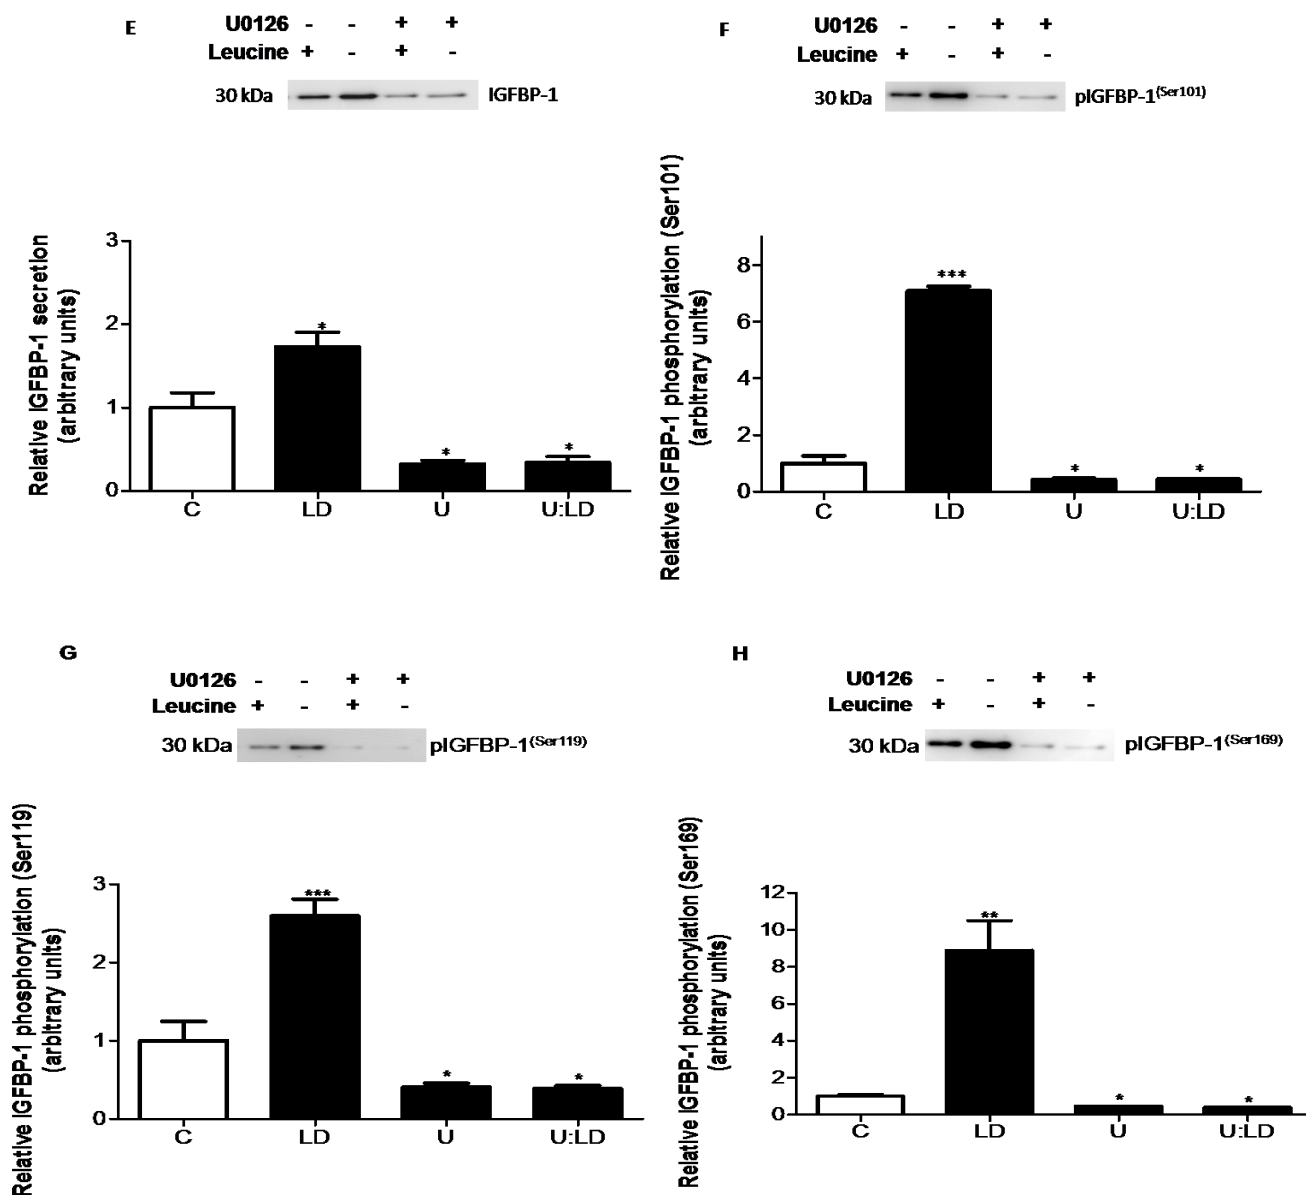 E
U0126 - - + +
Leucine + - + -
30 kDa IGFBP-1
Relative IGFBP-1 secretion
(arbitrary units)
3
2
1
0
*
*
*
C LD U U:LD
F
U0126 - - + +
Leucine + - + -
30 kDa pIGFBP-1(Ser101)
Relative IGFBP-1 phosphorylation (Ser101)
(arbitrary units)
8
6
4
2
0
***
*
*
C LD U U:LD
G
U0126 - - + +
Leucine + - + -
30 kDa pIGFBP-1(Ser119)
Relative IGFBP-1 phosphorylation (Ser119)
(arbitrary units)
3
2
1
0
***
*
*
C LD U U:LD
H
U0126 - - + +
Leucine + - + -
30 kDa pIGFBP-1(Ser169)
Relative IGFBP-1 phosphorylation (Ser169)
(arbitrary units)
12
10
8
6
4
2
0
**
*
*
C LD U U:LD